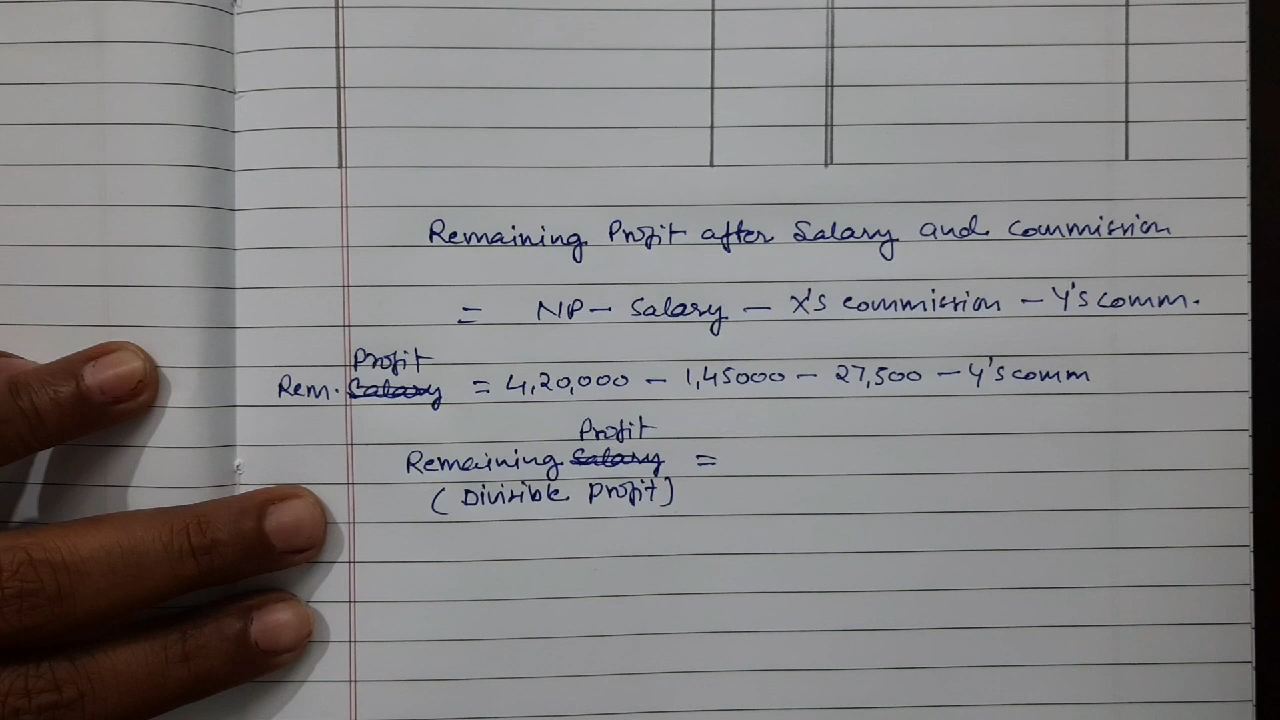 Remaining Profit after Salary and Commission
= NP - Salary - X's commission - Y's comm.
Profit
Rem. Salary = 4,20,000 - 1,45000 - 27,500 - Y's comm
Profit
Remaining Salary =
(Divisible Profit)